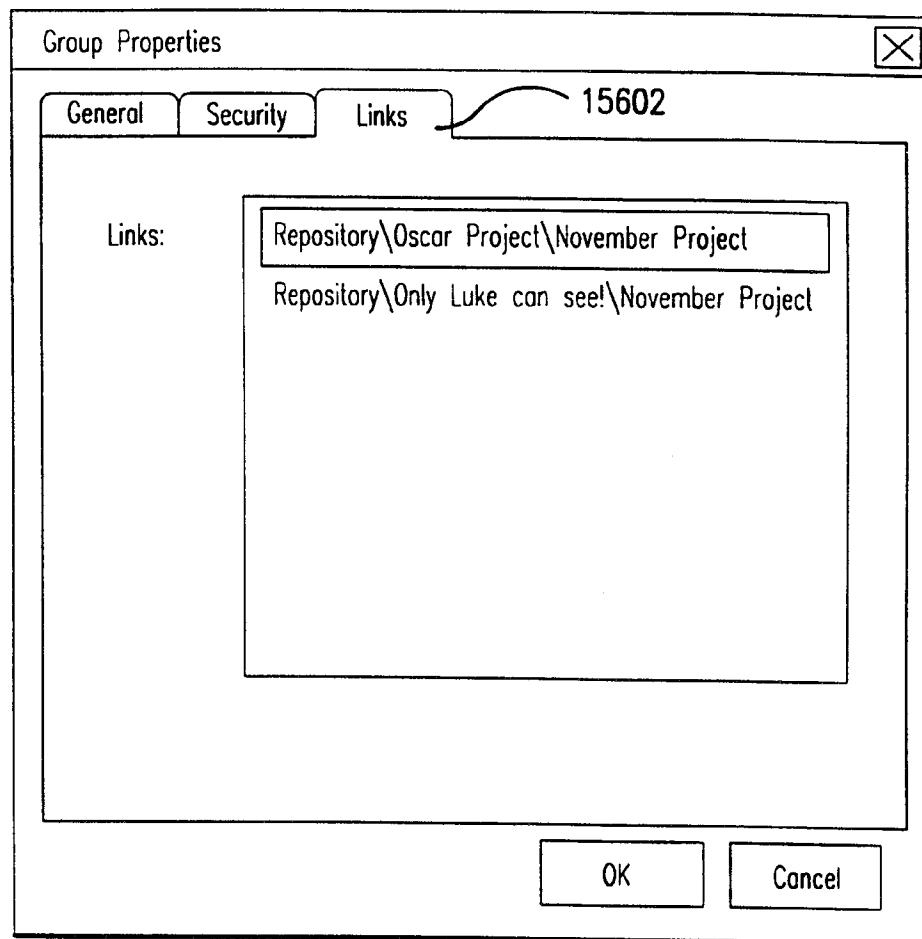 Group Properties
General Security Links 15602
Links:
Repository\Oscar Project\November Project
Repository\Only Luke can see!\November Project
OK Cancel